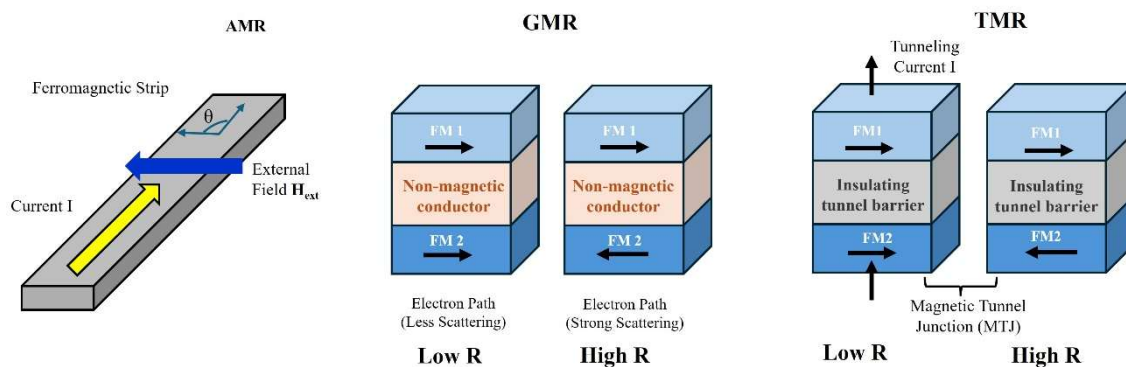 AMR
Ferromagnetic Strip
θ
External
Field H_ext
Current I
GMR
FM 1
Non-magnetic
conductor
FM 2
Electron Path
(Less Scattering)
Low R
FM 1
Non-magnetic
conductor
FM 2
Electron Path
(Strong Scattering)
High R
TMR
Tunneling
Current I
FM1
Insulating
tunnel barrier
FM2
FM1
Insulating
tunnel barrier
FM2
Magnetic Tunnel
Junction (MTJ)
Low R
High R